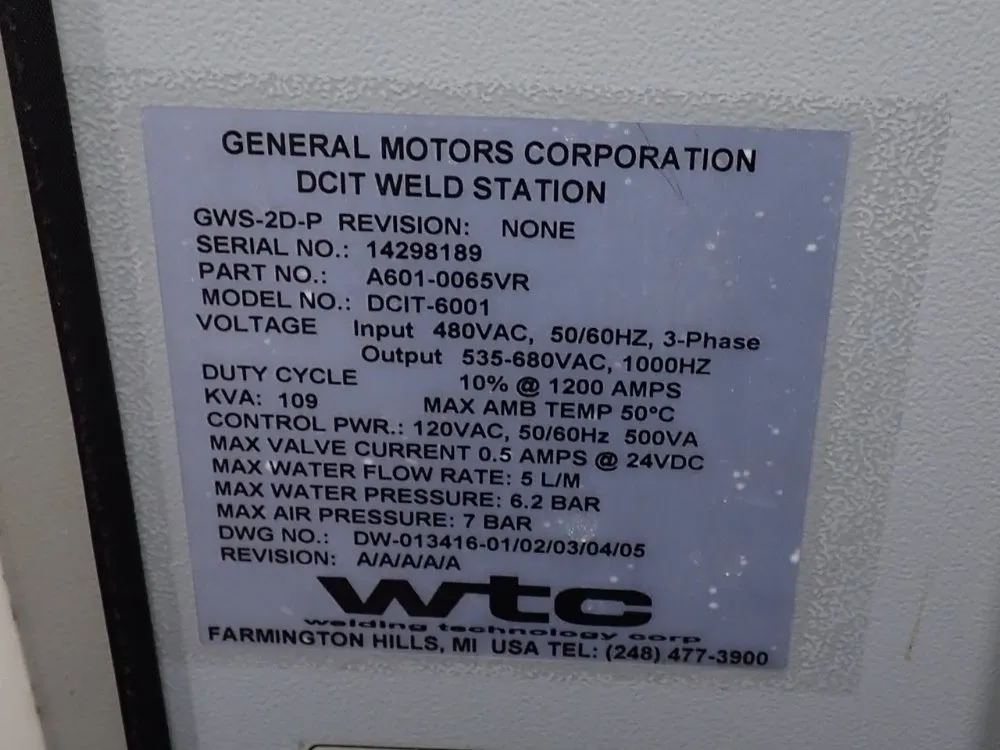 GENERAL MOTORS CORPORATION
DCIT WELD STATION
GWS-2D-P REVISION: NONE
SERIAL NO.: 14298189
PART NO.: A601-0065VR
MODEL NO.: DCIT-6001
VOLTAGE Input 480VAC, 50/60HZ, 3-Phase
Output 535-680VAC, 1000HZ
DUTY CYCLE 10% @ 1200 AMPS
KVA: 109 MAX AMB TEMP 50°C
CONTROL PWR.: 120VAC, 50/60Hz 500VA
MAX VALVE CURRENT 0.5 AMPS @ 24VDC
MAX WATER FLOW RATE: 5 L/M
MAX WATER PRESSURE: 6.2 BAR
MAX AIR PRESSURE: 7 BAR
DWG NO.: DW-013416-01/02/03/04/05
REVISION: A/A/A/A/A
wtc
welding technology corp
FARMINGTON HILLS, MI USA TEL: (248) 477-3900